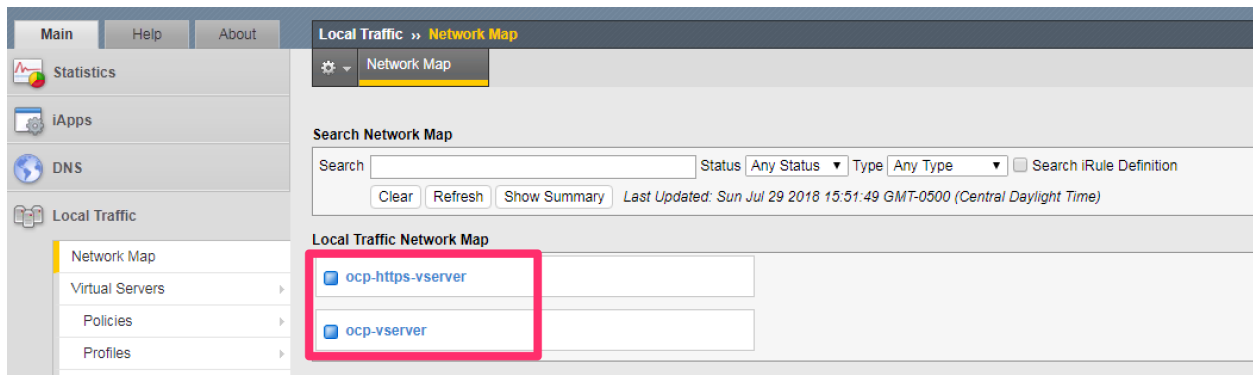 Main Help About
Local Traffic ›› Network Map
Network Map
Statistics
iApps
DNS
Local Traffic
Network Map
Virtual Servers
Policies
Profiles
Search Network Map
Search Status Any Status Type Any Type Search iRule Definition
Clear Refresh Show Summary Last Updated: Sun Jul 29 2018 15:51:49 GMT-0500 (Central Daylight Time)
Local Traffic Network Map
ocp-https-vserver
ocp-vserver